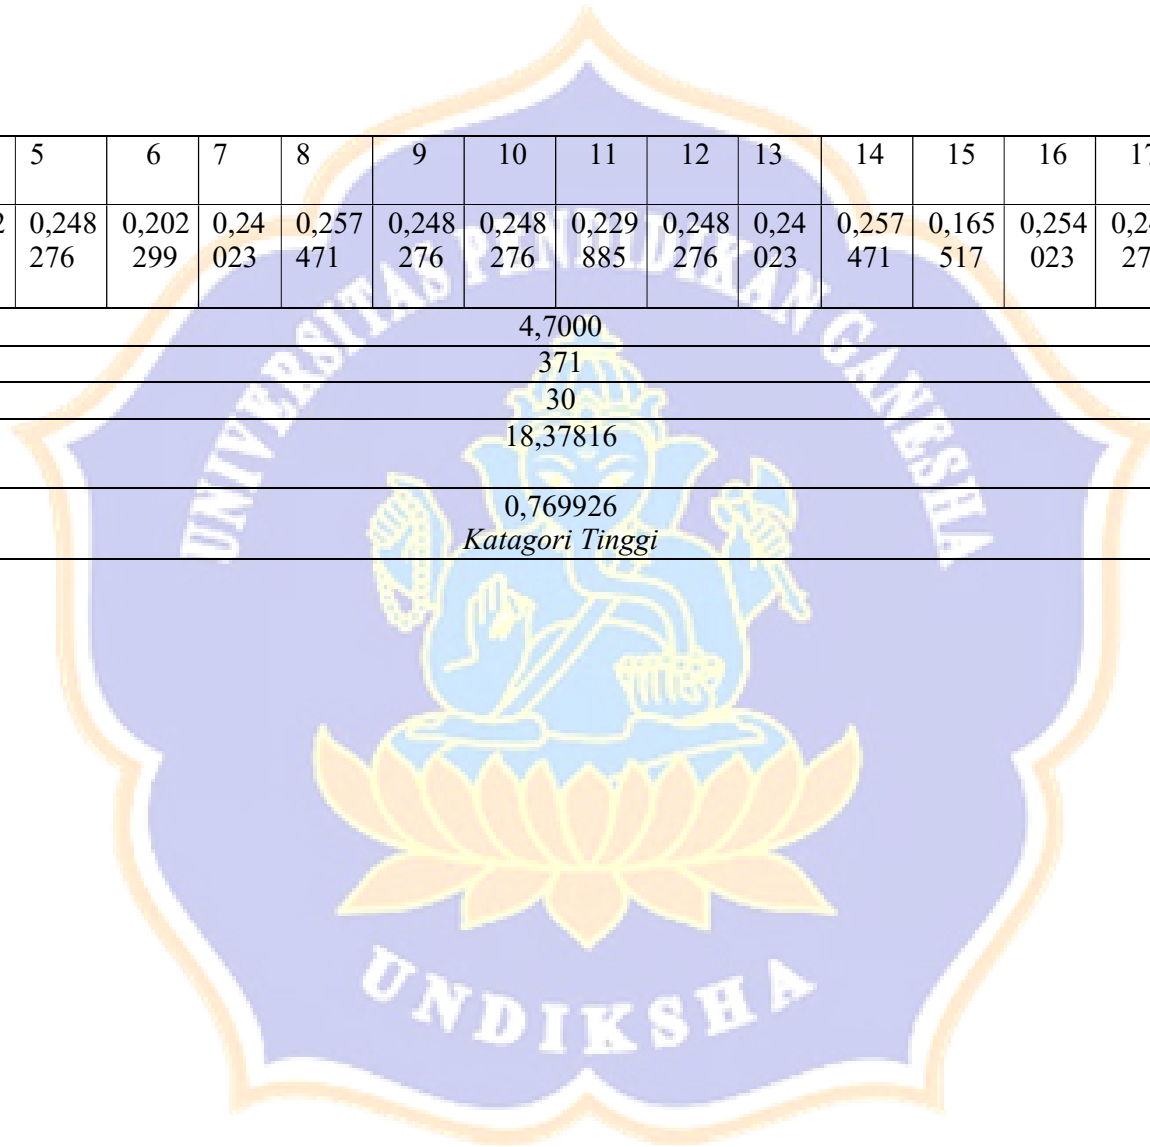 5 6 7 8 9 10 11 12 13 14 15 16 17
2 0,248 0,202 0,24 0,257 0,248 0,248 0,229 0,248 0,24 0,257 0,165 0,254
276 299 023 471 276 276 885 276 023 471 517 023 27
4,7000
371
30
18,37816
0,769926
Katagori Tinggi
UNIVERSITAS PENDIDIKAN GANESHA
UNDIKSHA